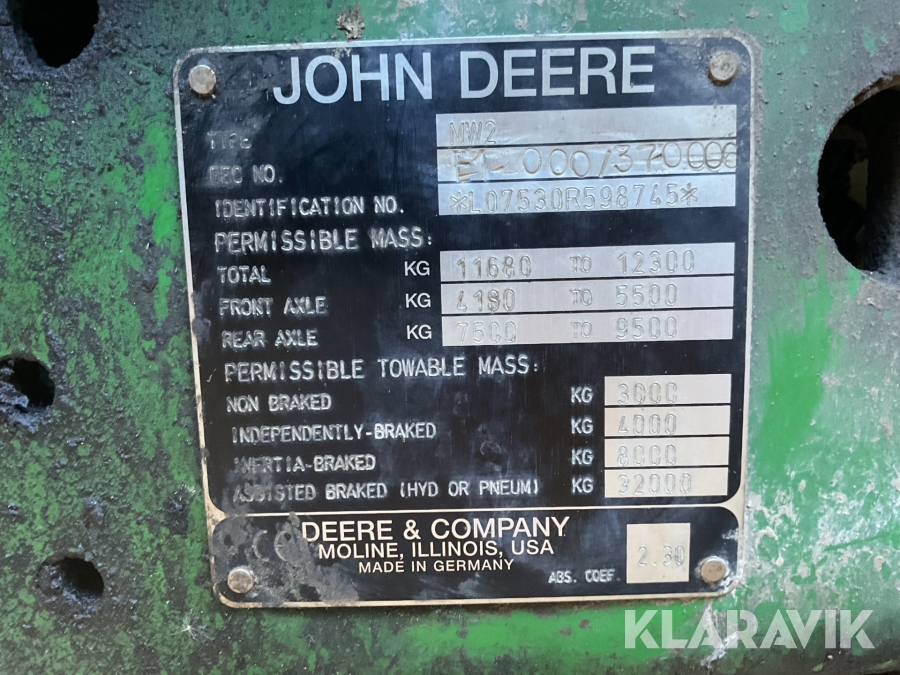 JOHN DEERE
TYPE MW2
EEC NO.
IDENTIFICATION NO. *L07530R598745*
PERMISSIBLE MASS:
TOTAL KG 11680 TO 12300
FRONT AXLE KG 4180 TO 5500
REAR AXLE KG 7500 TO 9500
PERMISSIBLE TOWABLE MASS:
NON BRAKED KG 3000
INDEPENDENTLY-BRAKED KG 4000
INERTIA-BRAKED KG 8000
ASSISTED BRAKED (HYD OR PNEUM) KG 32000
CE DEERE & COMPANY
MOLINE, ILLINOIS, USA
MADE IN GERMANY
ABS. COEF. 2.30
KLARAVIK